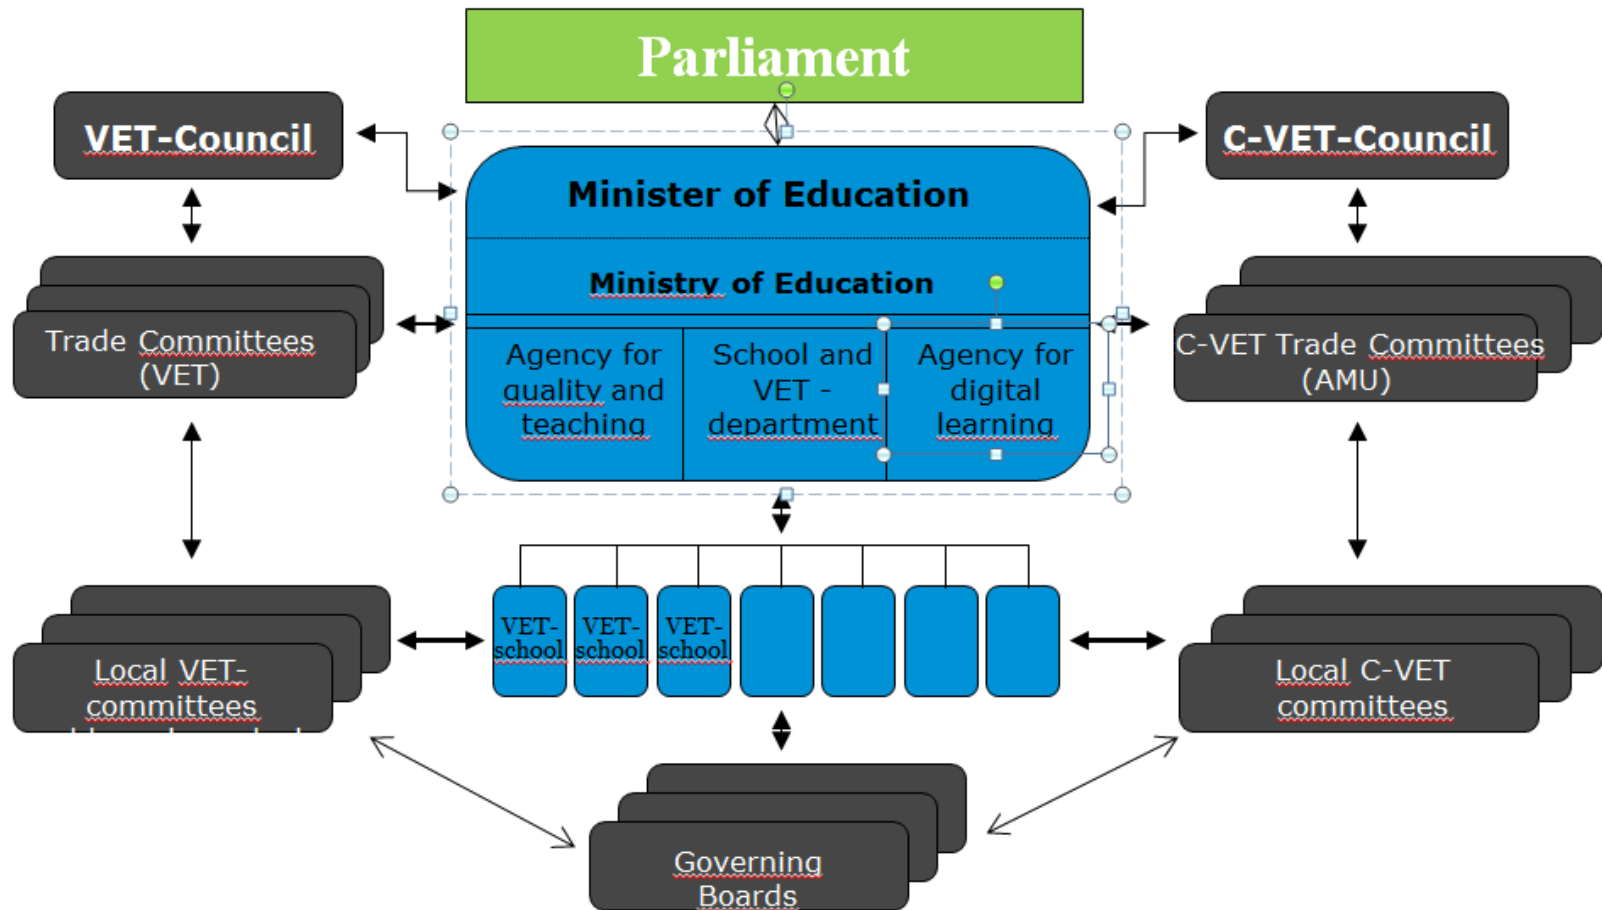 Parliament
VET-Council
C-VET-Council
Minister of Education
Ministry of Education
Trade Committees
(VET)
Agency for
quality and
teaching
School and
VET -
department
Agency for
digital
learning
C-VET Trade Committees
(AMU)
VET-
school
VET-
school
VET-
school
Local VET-
committees
Local C-VET
committees
Governing
Boards